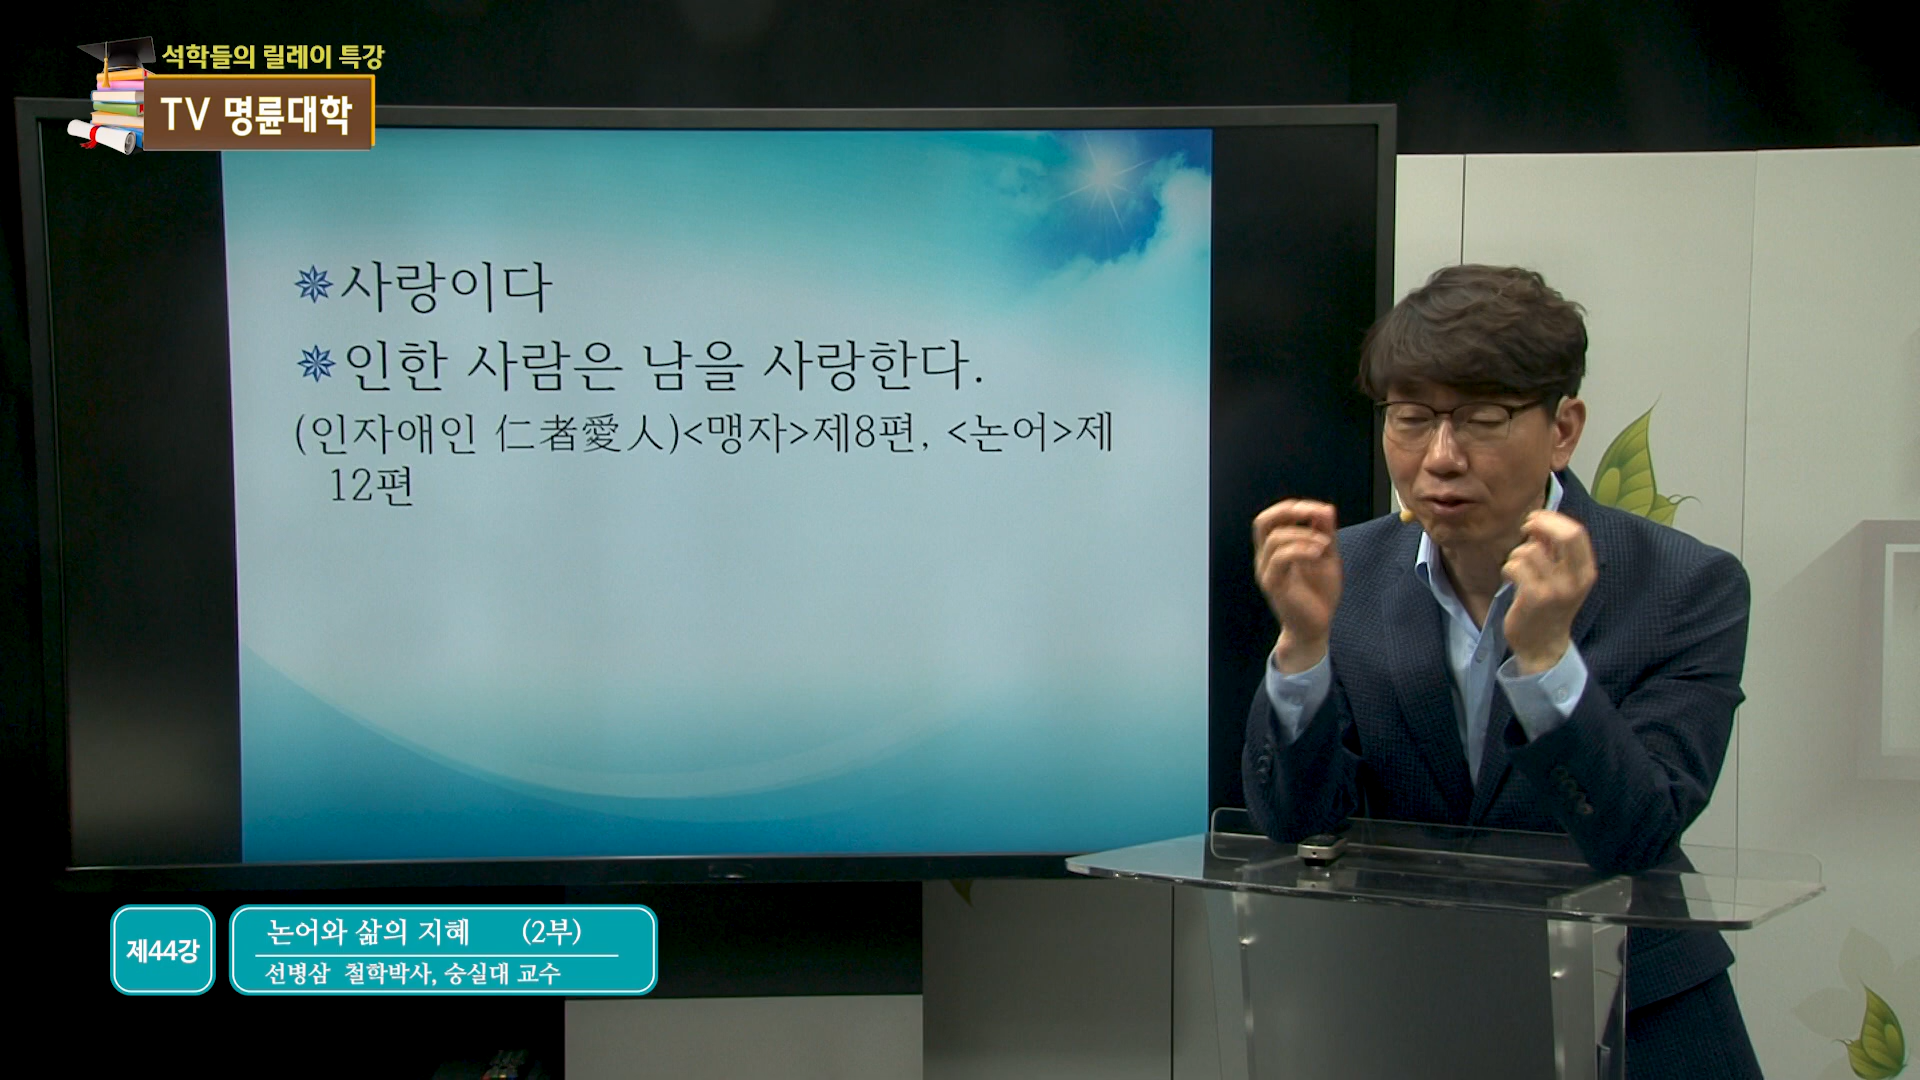 석학들의 릴레이 특강
TV 명륜대학
사랑이다
인한 사람은 남을 사랑한다.
(인자애인 仁者愛人)<맹자>제8편, <논어>제
12편
제44강
논어와 삶의 지혜 (2부)
선병삼 철학박사, 숭실대 교수